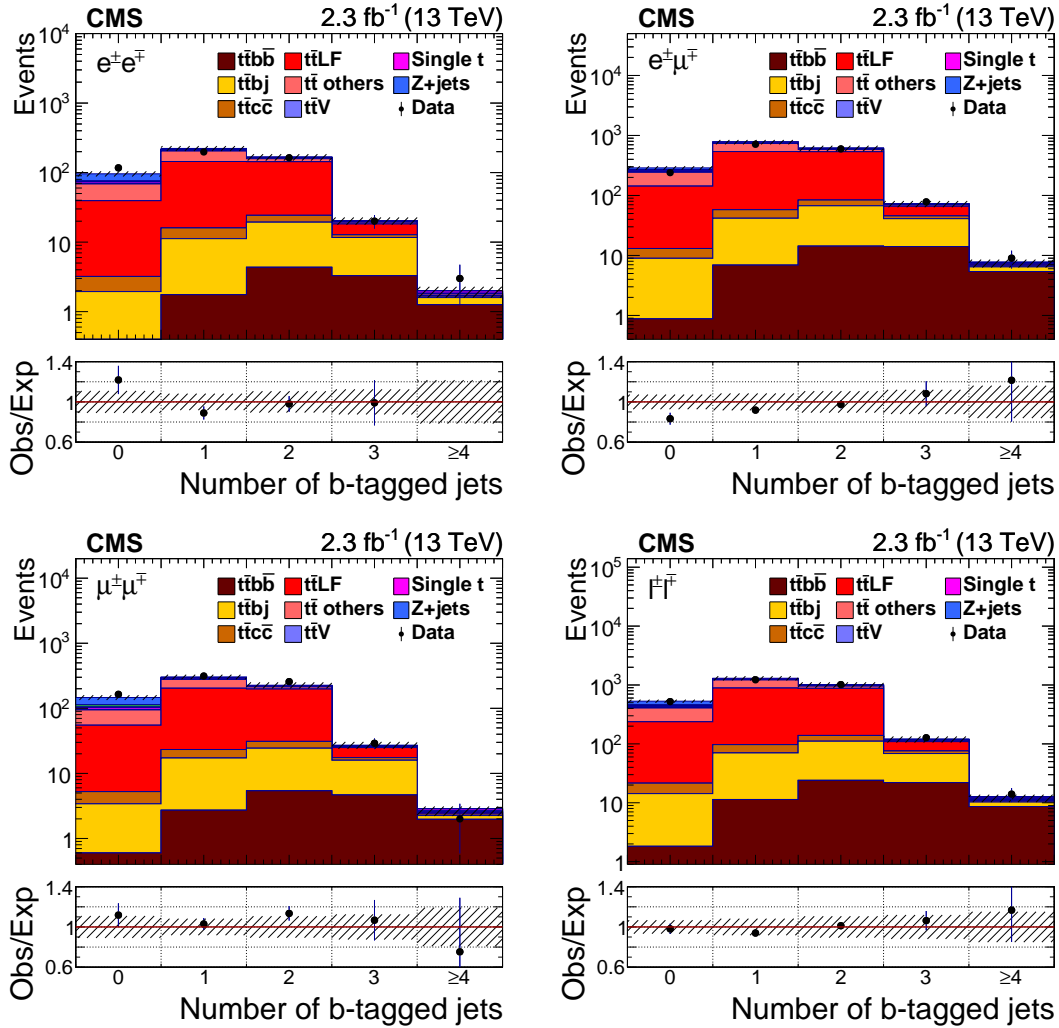 CMS 2.3 fb⁻¹ (13 TeV)
Events
10⁴
10³
10²
10
1
e±e∓
tt̄bb̄ tt̄LF Single t
tt̄bj tt̄ others Z+jets
tt̄cc̄ tt̄V Data
Obs/Exp
1.4
1
0.6
0 1 2 3 ≥4
Number of b-tagged jets
CMS 2.3 fb⁻¹ (13 TeV)
Events
10⁴
10³
10²
10
1
e±μ∓
tt̄bb̄ tt̄LF Single t
tt̄bj tt̄ others Z+jets
tt̄cc̄ tt̄V Data
Obs/Exp
1.4
1
0.6
0 1 2 3 ≥4
Number of b-tagged jets
CMS 2.3 fb⁻¹ (13 TeV)
Events
10⁴
10³
10²
10
1
μ±μ∓
tt̄bb̄ tt̄LF Single t
tt̄bj tt̄ others Z+jets
tt̄cc̄ tt̄V Data
Obs/Exp
1.4
1
0.6
0 1 2 3 ≥4
Number of b-tagged jets
CMS 2.3 fb⁻¹ (13 TeV)
Events
10⁵
10⁴
10³
10²
10
1
l±l∓
tt̄bb̄ tt̄LF Single t
tt̄bj tt̄ others Z+jets
tt̄cc̄ tt̄V Data
Obs/Exp
1.4
1
0.6
0 1 2 3 ≥4
Number of b-tagged jets